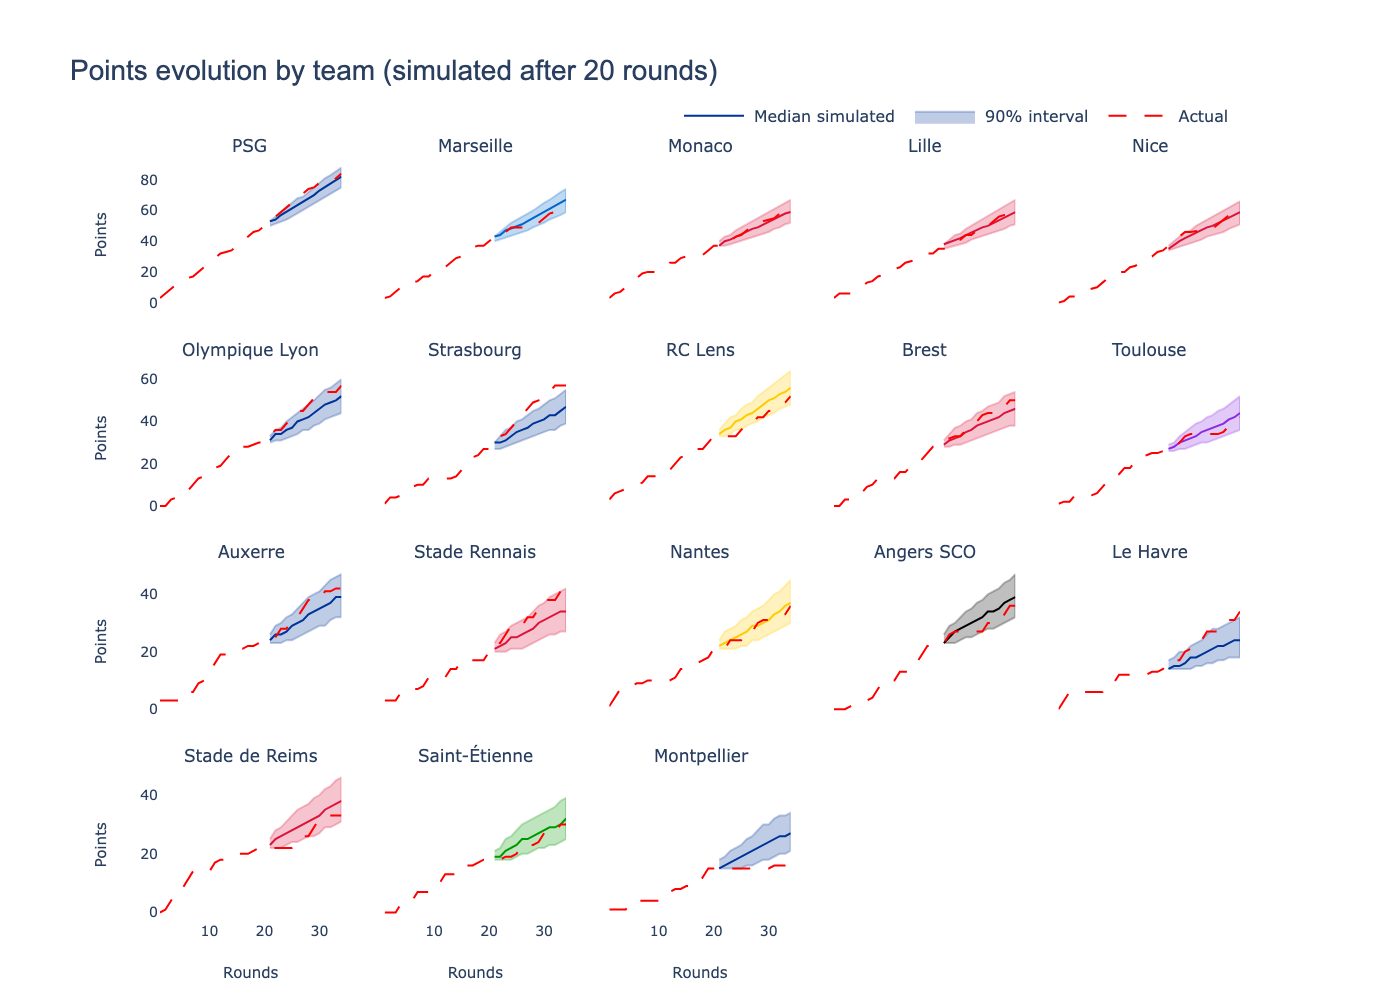 Points evolution by team (simulated after 20 rounds)
Median simulated 90% interval Actual
PSG Marseille Monaco Lille Nice
80
60
40
20
0
Points
Olympique Lyon Strasbourg RC Lens Brest Toulouse
60
40
20
0
Points
Auxerre Stade Rennais Nantes Angers SCO Le Havre
40
20
0
Points
Stade de Reims Saint-Étienne Montpellier
40
20
0
Points
10 20 30 10 20 30 10 20 30
Rounds Rounds Rounds